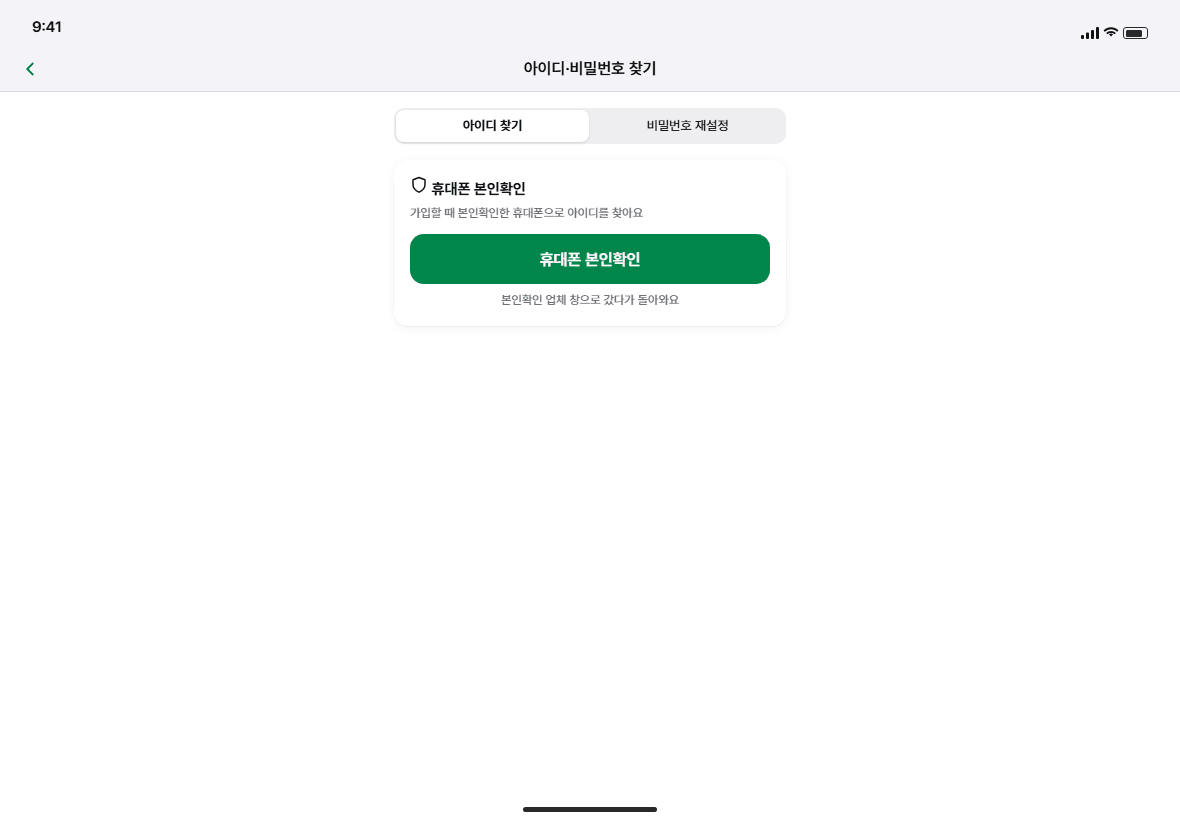 9:41
아이디·비밀번호 찾기
아이디 찾기
비밀번호 재설정
휴대폰 본인확인
가입할 때 본인확인한 휴대폰으로 아이디를 찾아요
휴대폰 본인확인
본인확인 업체 창으로 갔다가 돌아와요